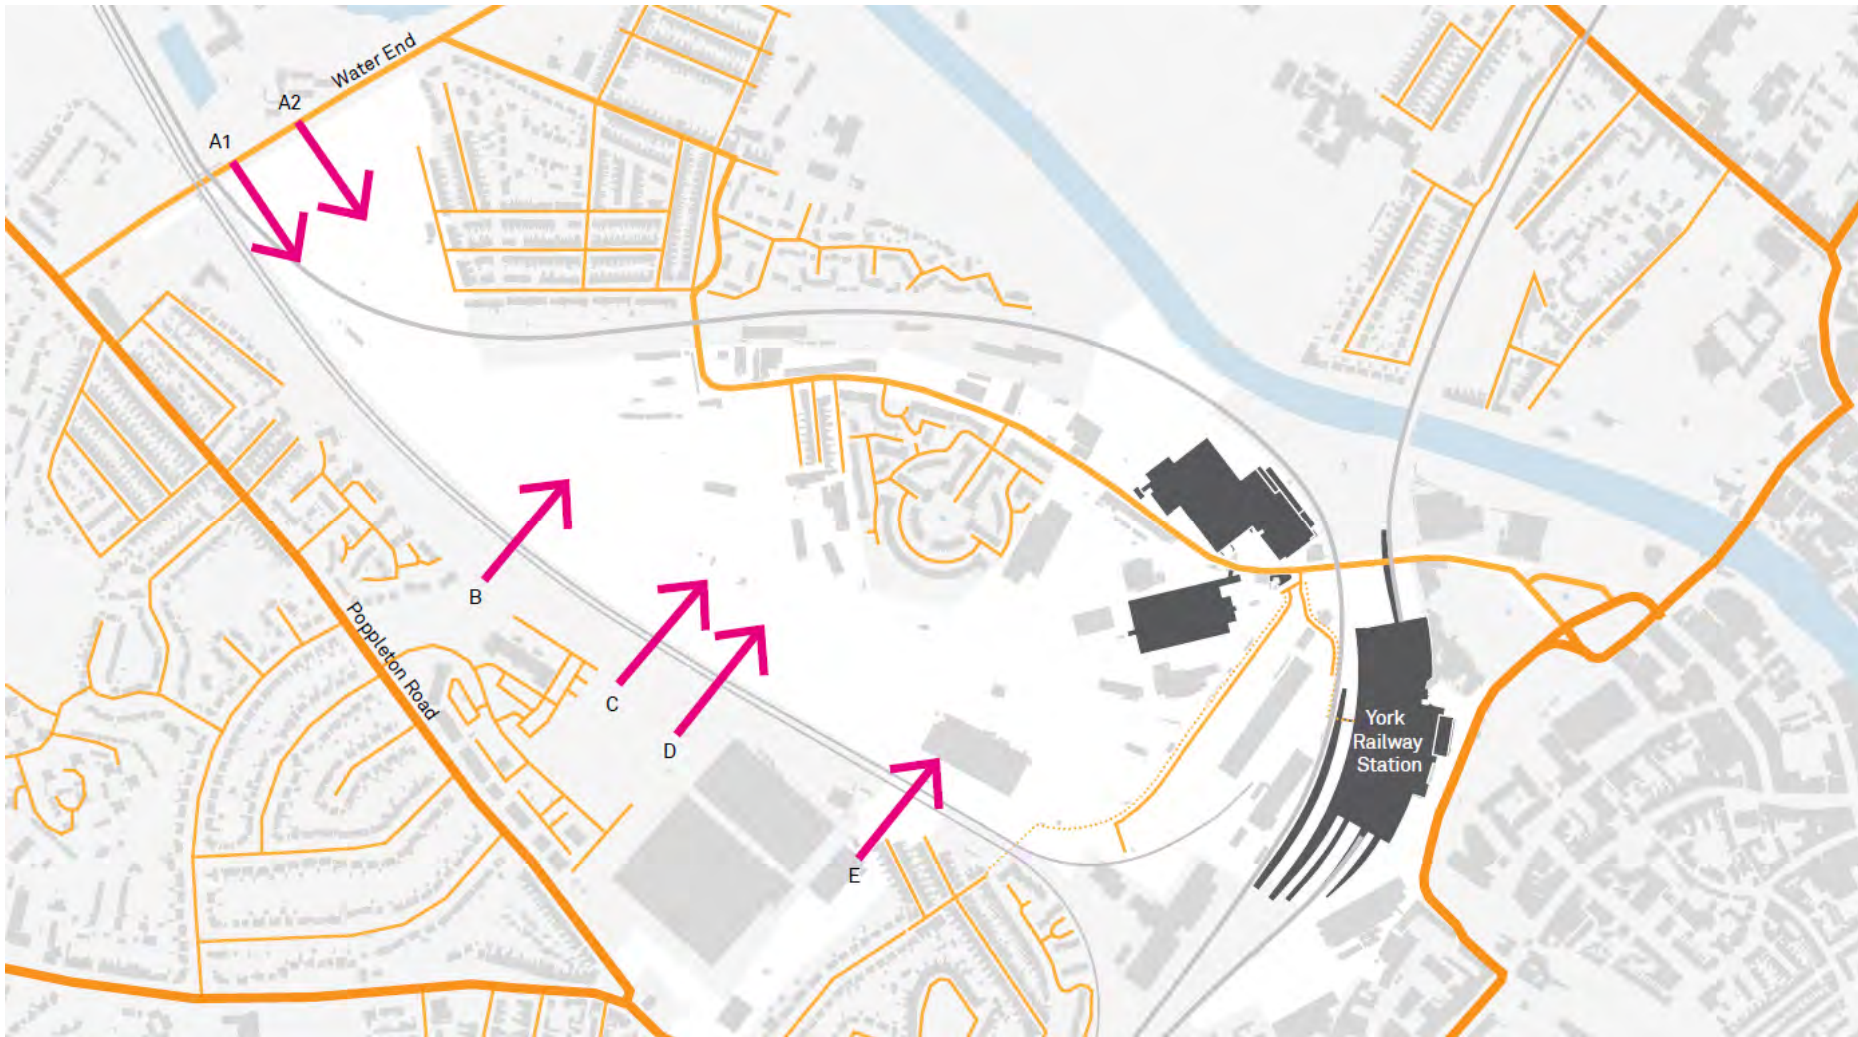 Water End
A2
A1
B
Poppleton Road
C
D
York
Railway
Station
E